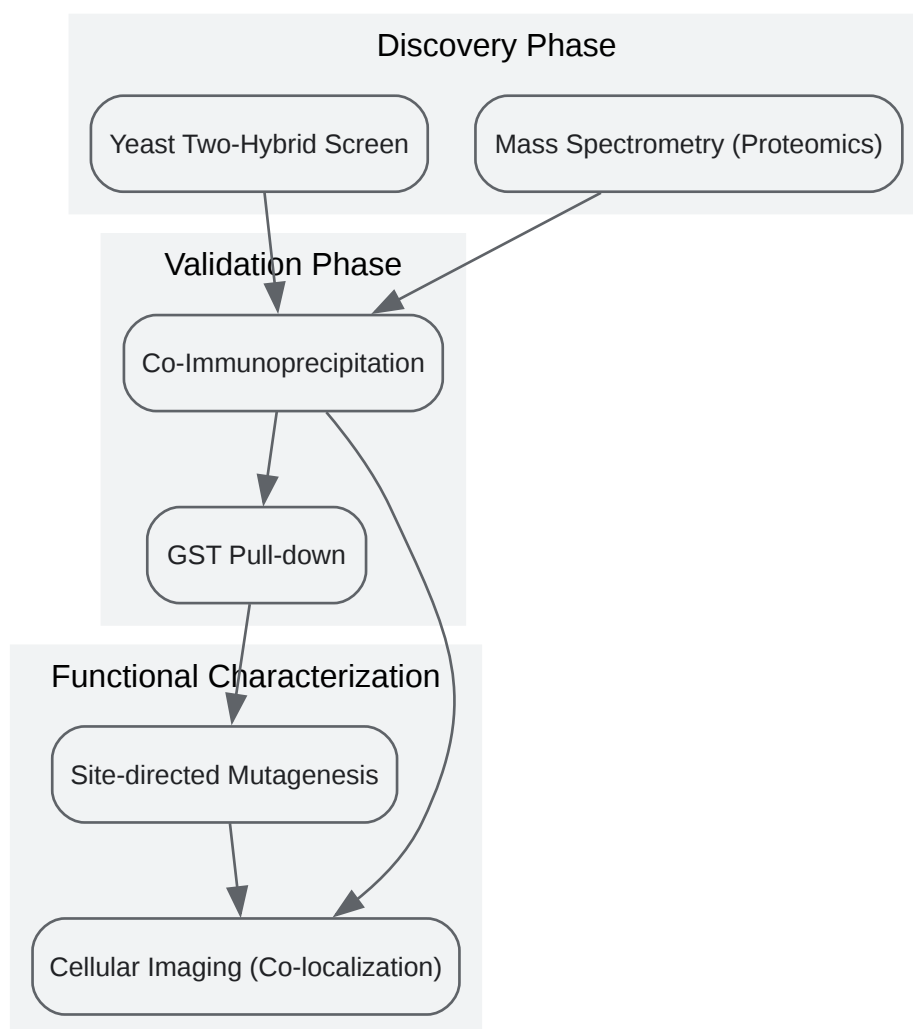 Discovery Phase
Yeast Two-Hybrid Screen
Mass Spectrometry (Proteomics)
Validation Phase
Co-Immunoprecipitation
GST Pull-down
Functional Characterization
Site-directed Mutagenesis
Cellular Imaging (Co-localization)